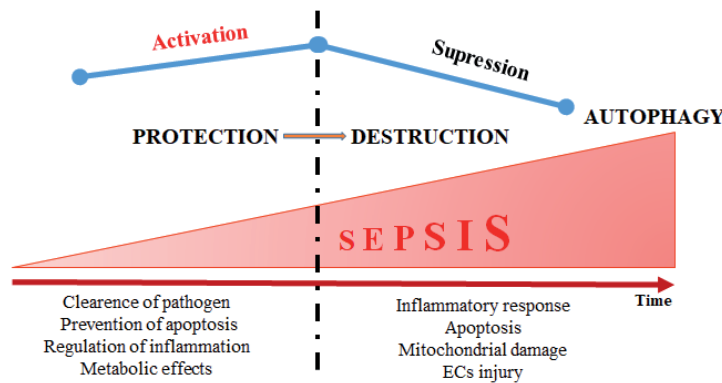 Activation
Supression
AUTOPHAGY
PROTECTION DESTRUCTION
SEPSIS
Time
Clearence of pathogen
Prevention of apoptosis
Regulation of inflammation
Metabolic effects
Inflammatory response
Apoptosis
Mitochondrial damage
ECs injury